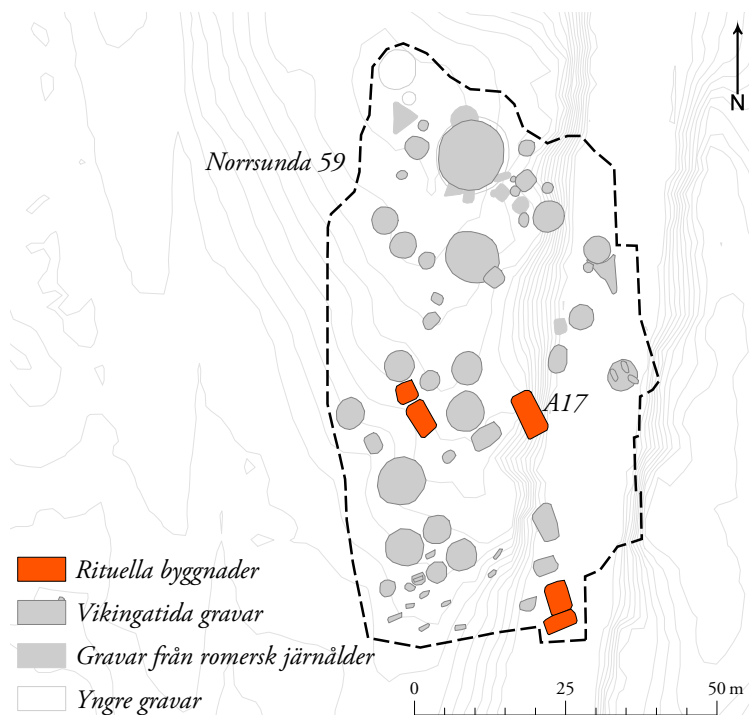 N
Norrsunda 59
A17
Rituella byggnader
Vikingatida gravar
Gravar från romersk järnålder
Yngre gravar
0 25 50 m